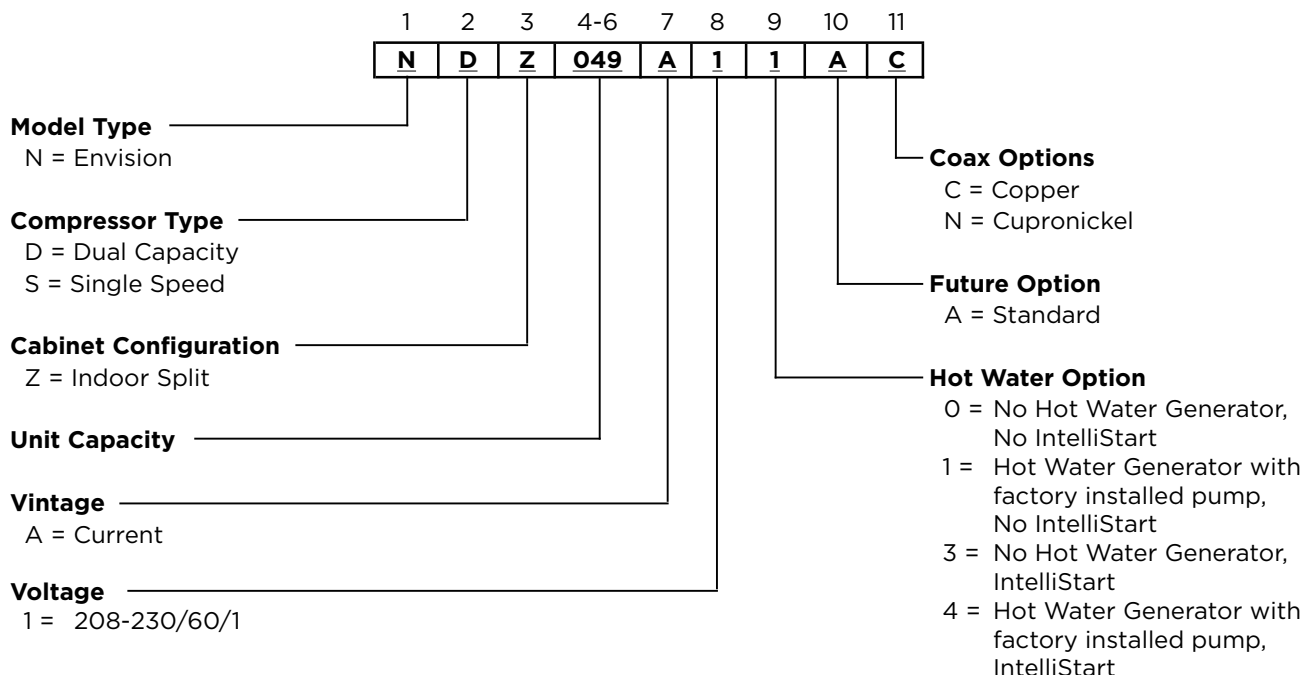 1 2 3 4-6 7 8 9 10 11
N D Z 049 A 1 1 A C
Model Type
N = Envision
Compressor Type
D = Dual Capacity
S = Single Speed
Cabinet Configuration
Z = Indoor Split
Unit Capacity
Vintage
A = Current
Voltage
1 = 208-230/60/1
Coax Options
C = Copper
N = Cupronickel
Future Option
A = Standard
Hot Water Option
0 = No Hot Water Generator,
No IntelliStart
1 = Hot Water Generator with
factory installed pump,
No IntelliStart
3 = No Hot Water Generator,
IntelliStart
4 = Hot Water Generator with
factory installed pump,
IntelliStart